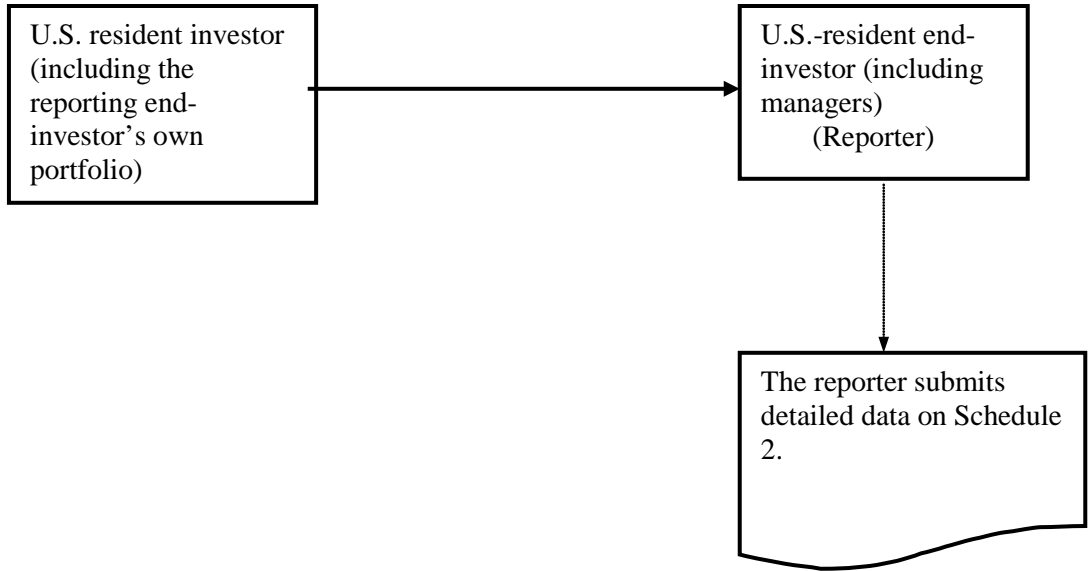 U.S. resident investor
(including the
reporting end-
investor’s own
portfolio)
U.S.-resident end-
investor (including
managers)
(Reporter)
The reporter submits
detailed data on Schedule
2.